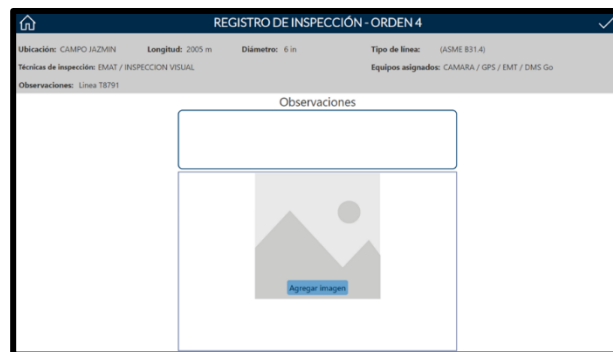 REGISTRO DE INSPECCIÓN - ORDEN 4
Ubicación: CAMPO JAZMIN Longitud: 2005 m Diámetro: 6 in Tipo de línea: (ASME B31.4)
Técnicas de inspección: EMAT / INSPECCION VISUAL Equipos asignados: CAMARA / GPS / EMT / DMS Go
Observaciones: Linea T8791
Observaciones
Agregar imagen